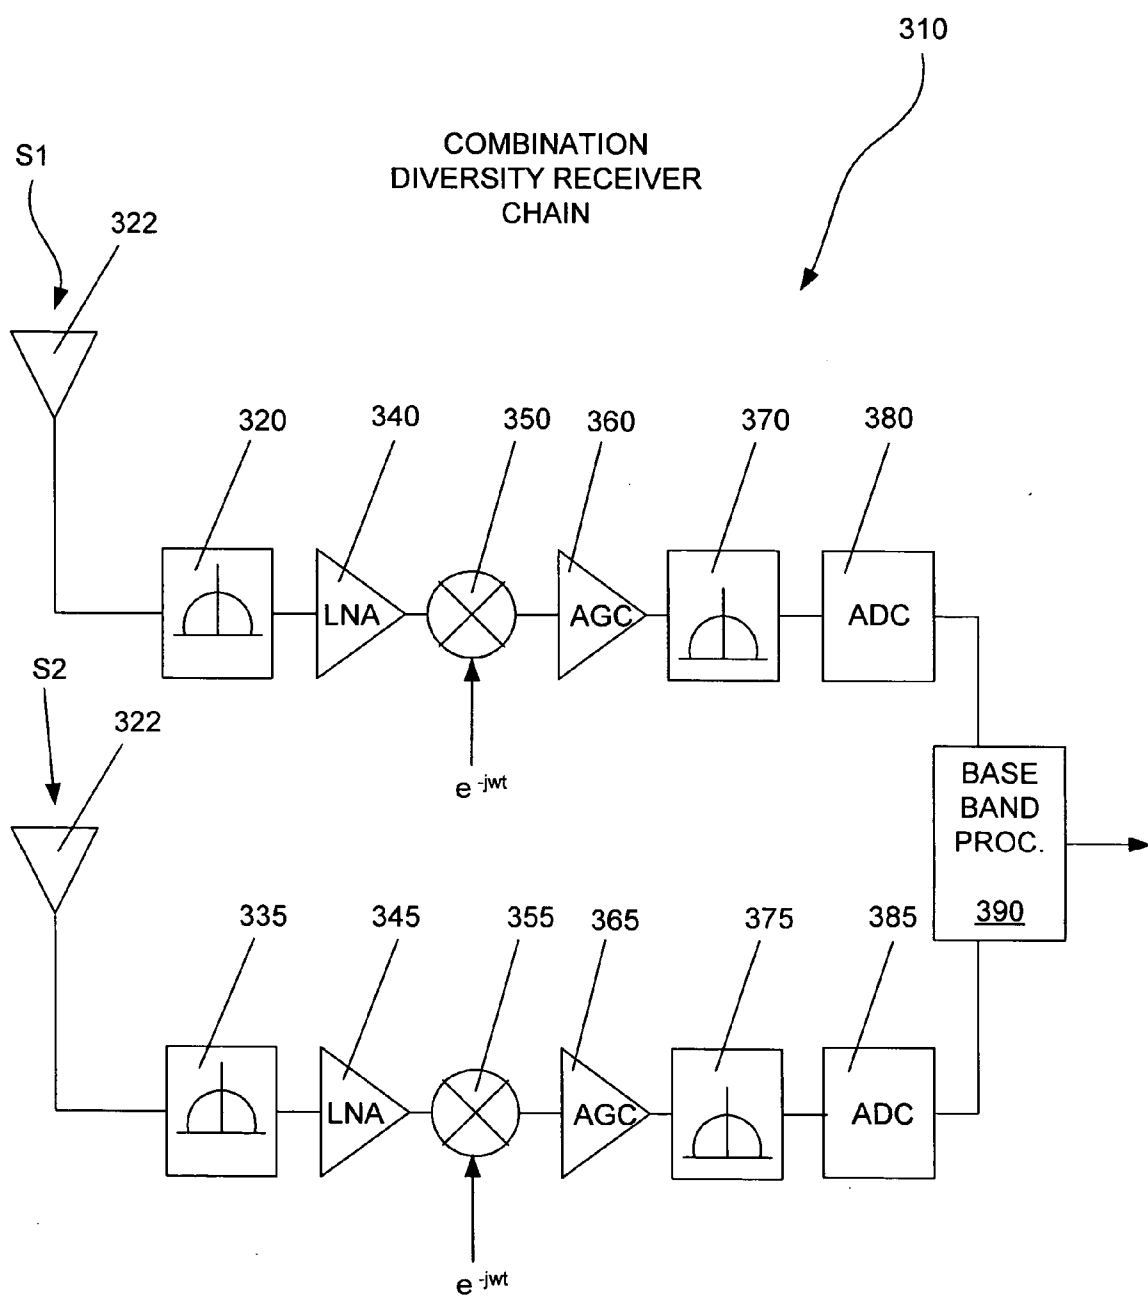 310
COMBINATION
DIVERSITY RECEIVER
CHAIN
S1
322
320
340
350
360
370
380
LNA
AGC
ADC
e -jwt
S2
322
BASE
BAND
PROC.
390
335
345
355
365
375
385
LNA
AGC
ADC
e -jwt